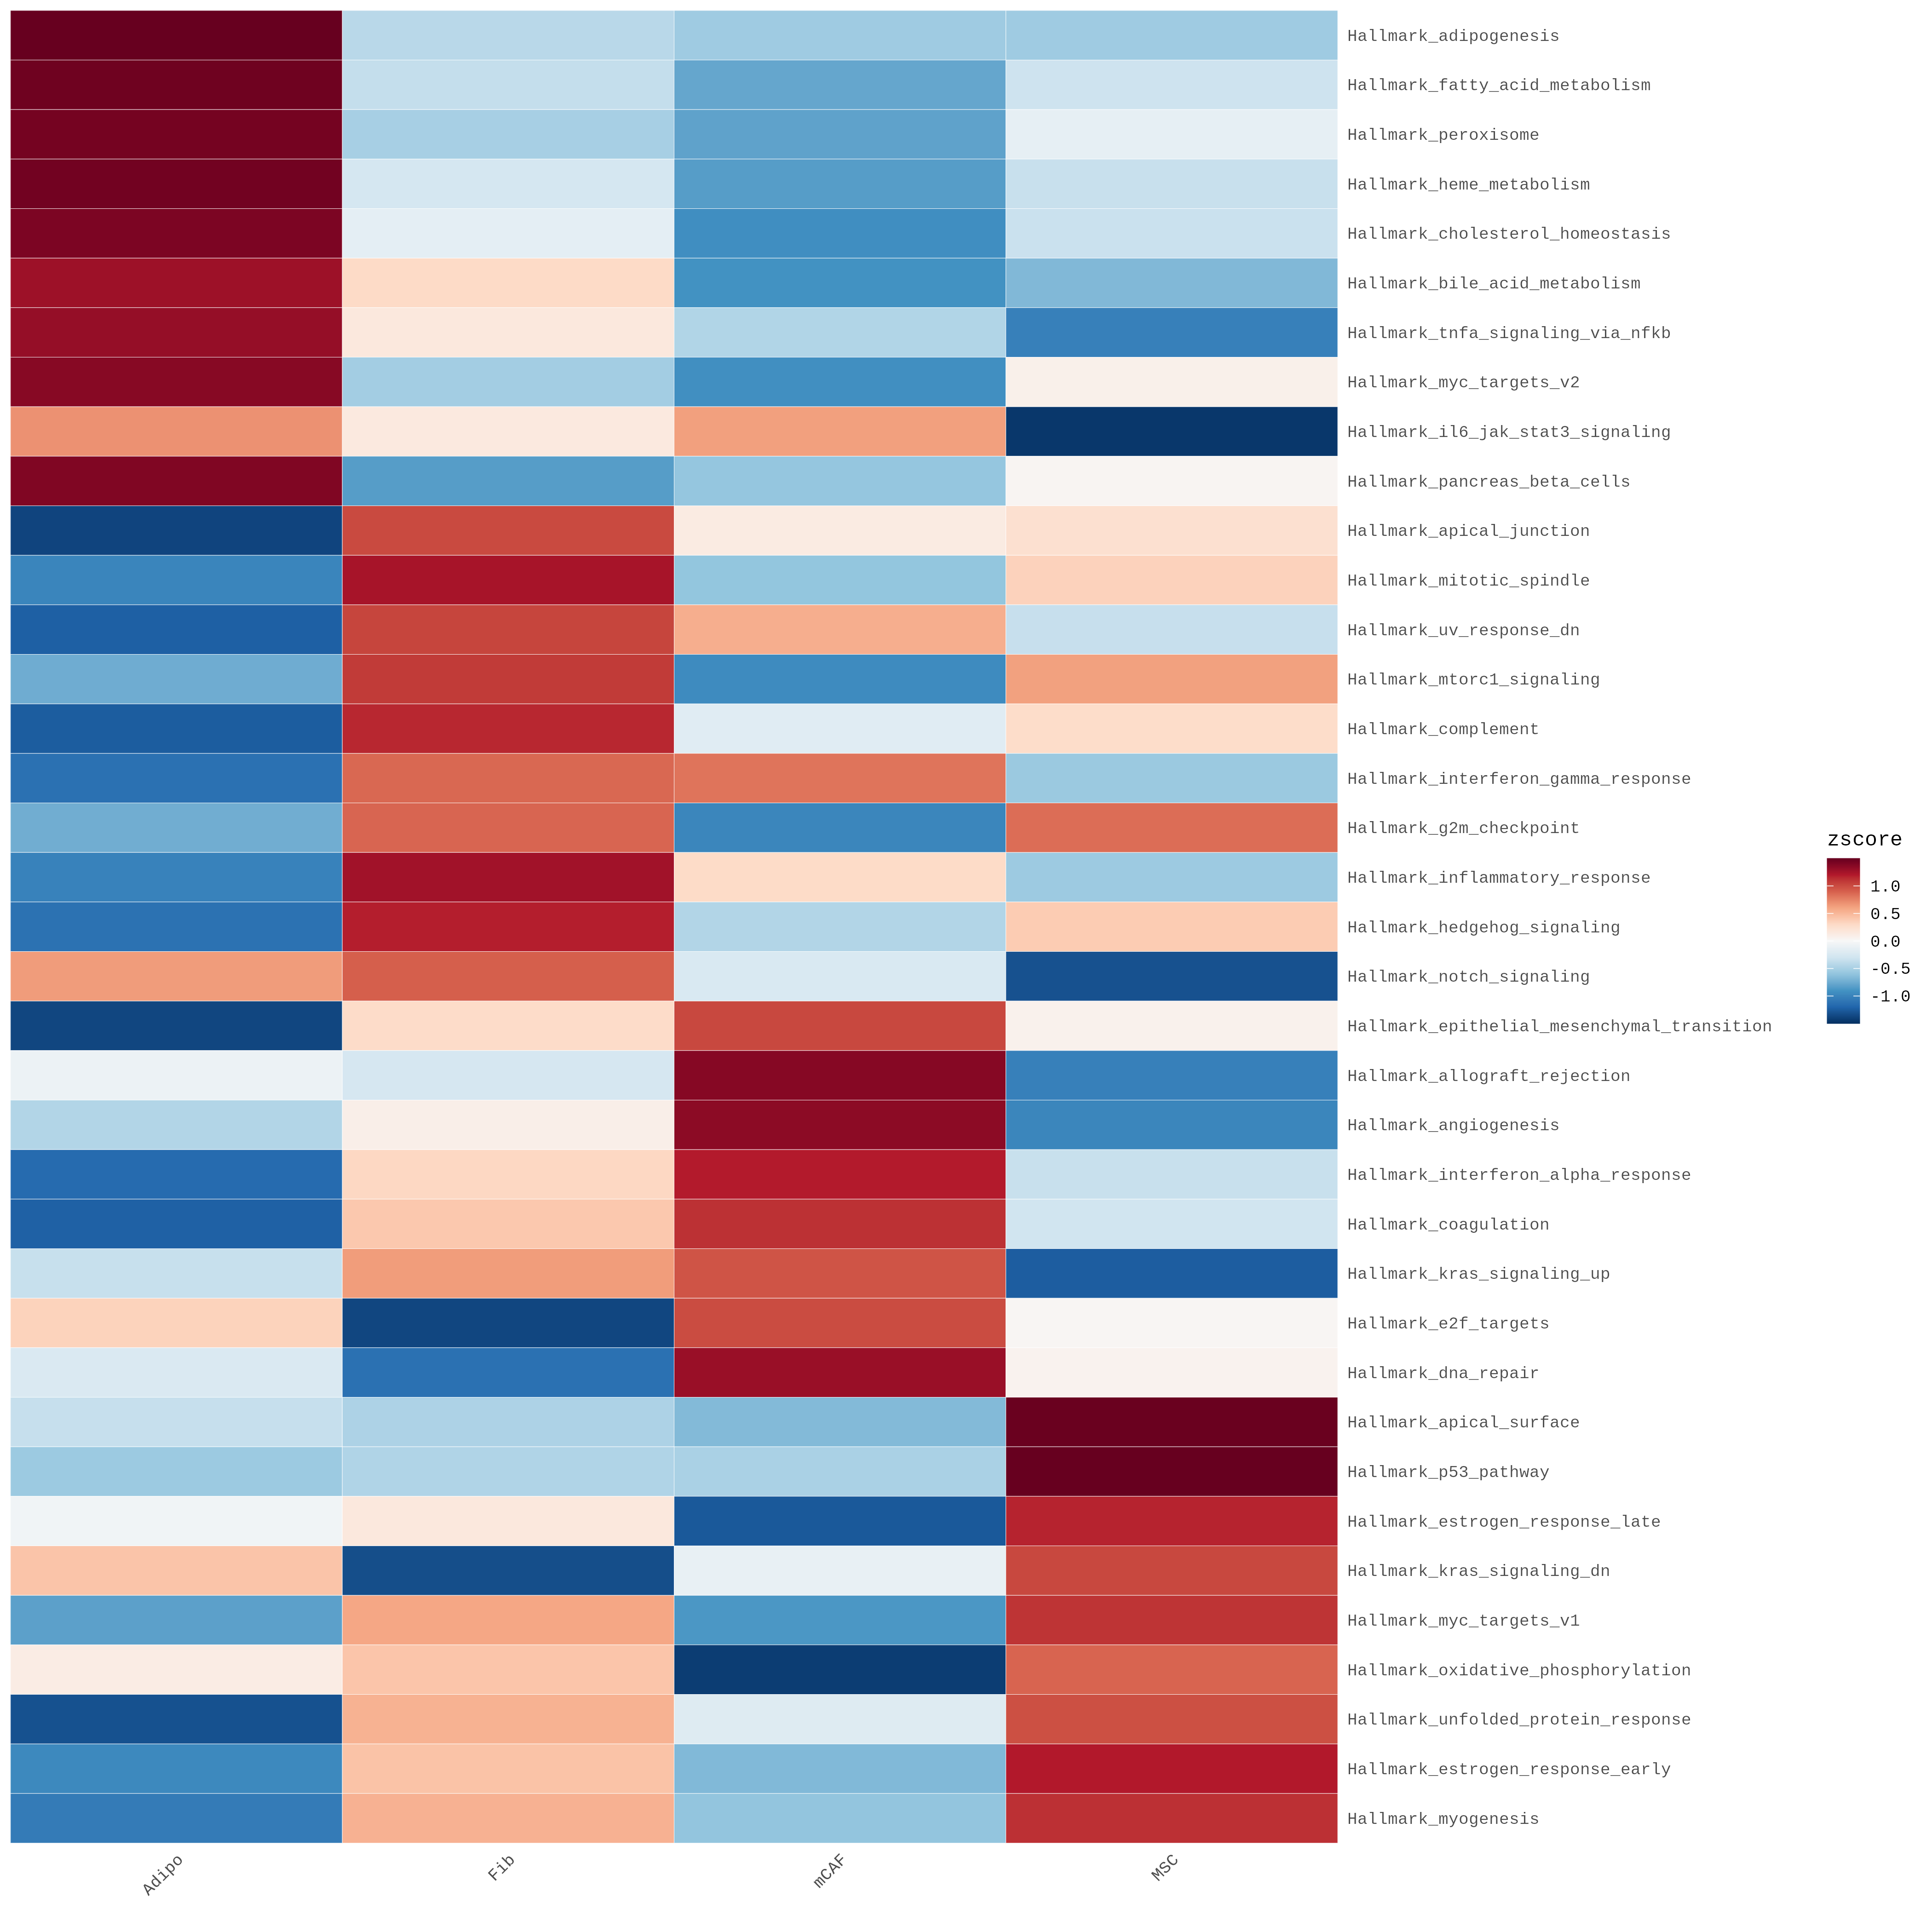 Hallmark_adipogenesis
Hallmark_fatty_acid_metabolism
Hallmark_peroxisome
Hallmark_heme_metabolism
Hallmark_cholesterol_homeostasis
Hallmark_bile_acid_metabolism
Hallmark_tnfa_signaling_via_nfkb
Hallmark_myc_targets_v2
Hallmark_il6_jak_stat3_signaling
Hallmark_pancreas_beta_cells
Hallmark_apical_junction
Hallmark_mitotic_spindle
Hallmark_uv_response_dn
Hallmark_mtorc1_signaling
Hallmark_complement
Hallmark_interferon_gamma_response
Hallmark_g2m_checkpoint
Hallmark_inflammatory_response
Hallmark_hedgehog_signaling
Hallmark_notch_signaling
Hallmark_epithelial_mesenchymal_transition
Hallmark_allograft_rejection
Hallmark_angiogenesis
Hallmark_interferon_alpha_response
Hallmark_coagulation
Hallmark_kras_signaling_up
Hallmark_e2f_targets
Hallmark_dna_repair
Hallmark_apical_surface
Hallmark_p53_pathway
Hallmark_estrogen_response_late
Hallmark_kras_signaling_dn
Hallmark_myc_targets_v1
Hallmark_oxidative_phosphorylation
Hallmark_unfolded_protein_response
Hallmark_estrogen_response_early
Hallmark_myogenesis
Adipo
Fib
mCAF
MSC
zscore
1.0
0.5
0.0
-0.5
-1.0